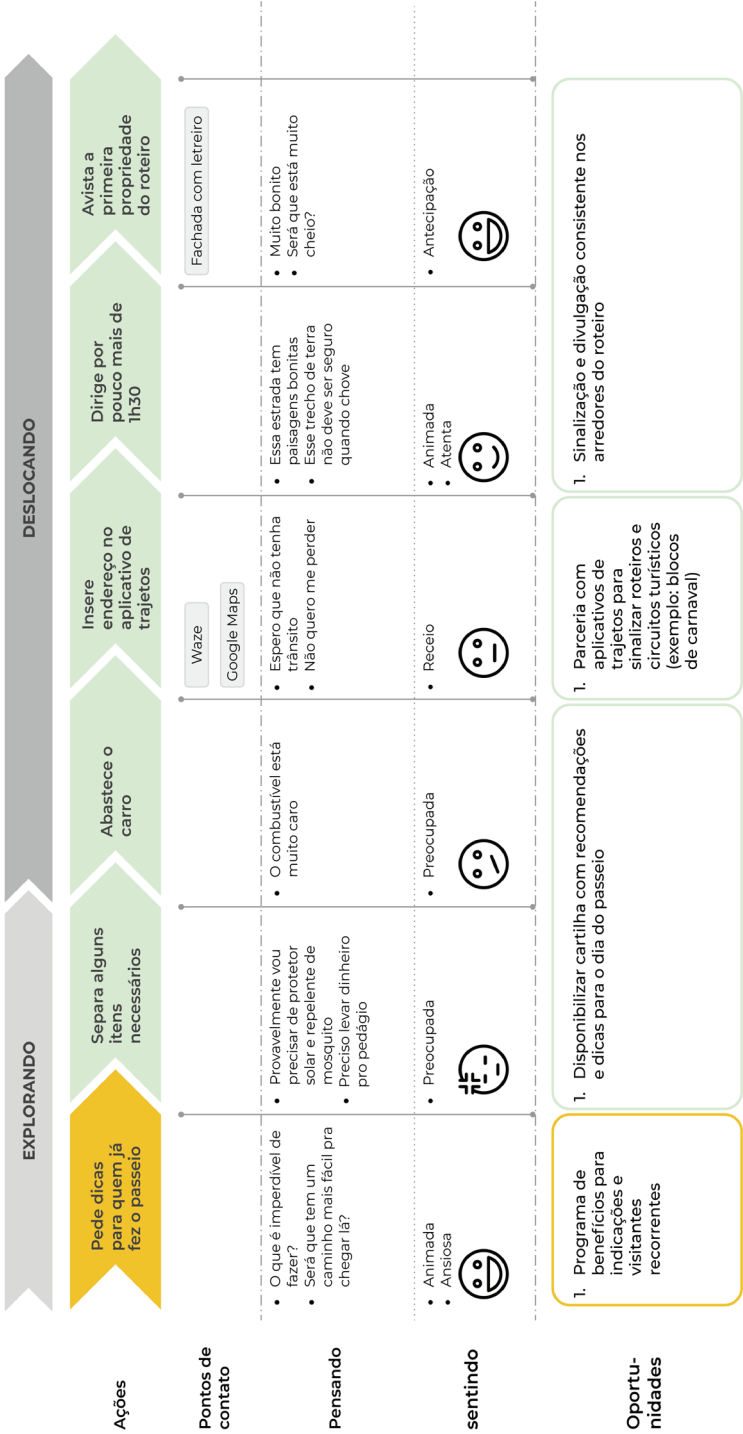 EXPLORANDO
DESLOCANDO
Ações
Pede dicas
para quem já
fez o passeio
Separa alguns
itens
necessários
Abastece o
carro
Insere
endereço no
aplicativo de
trajetos
Dirige por
pouco mais de
1h30
Avista a
primeira
propriedade
do roteiro
Pontos de
contato
Waze
Google Maps
Fachada com letreiro
Pensando
• O que é imperdível de
fazer?
• Será que tem um
caminho mais fácil pra
chegar lá?
• Provavelmente vou
precisar de protetor
solar e repelente de
mosquito
• Preciso levar dinheiro
pro pedágio
• O combustível está
muito caro
• Espero que não tenha
trânsito
• Não quero me perder
• Essa estrada tem
paisagens bonitas
• Esse trecho de terra
não deve ser seguro
quando chove
• Muito bonito
• Será que está muito
cheio?
sentindo
• Animada
• Ansiosa
• Preocupada
• Preocupada
• Receio
• Animada
• Atenta
• Antecipação
Oportu-
nidades
1. Programa de
benefícios para
indicações e
visitantes
recorrentes
1. Disponibilizar cartilha com recomendações
e dicas para o dia do passeio
1. Parceria com
aplicativos de
trajetos para
sinalizar roteiros e
circuitos turísticos
(exemplo: blocos
de carnaval)
1. Sinalização e divulgação consistente nos
arredores do roteiro